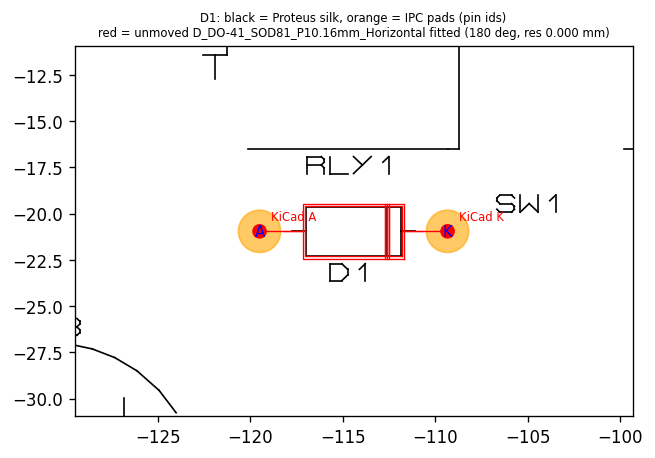 D1: black = Proteus silk, orange = IPC pads (pin ids)
red = unmoved D_DO-41_SOD81_P10.16mm_Horizontal fitted (180 deg, res 0.000 mm)
−12.5
−15.0
−17.5
−20.0
−22.5
−25.0
−27.5
−30.0
RLY1
SW1
KiCad A
KiCad K
A
K
D1
−125
−120
−115
−110
−105
−100